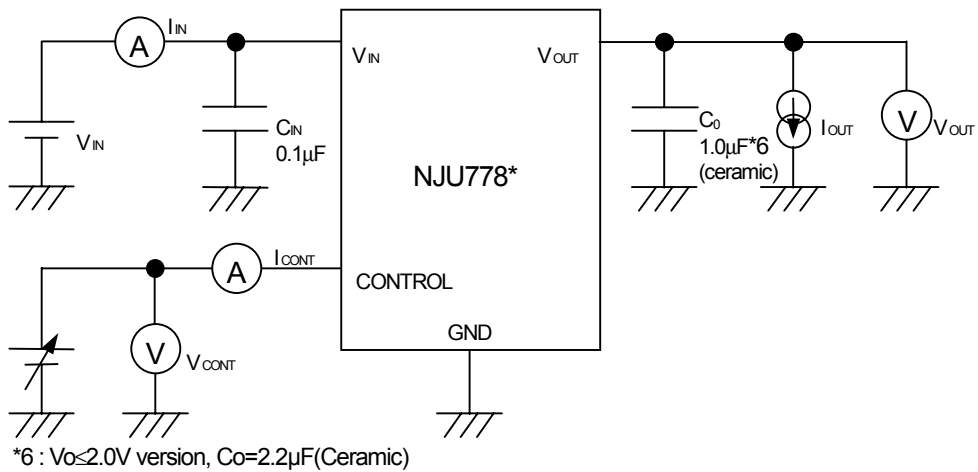 A
IIN
VIN
CIN
0.1μF
VIN
VOUT
NJU778*
CONTROL
GND
C0
1.0μF*6
(ceramic)
IOUT
V
VOUT
A
ICONT
V
VCONT
*6 : Vo≤2.0V version, Co=2.2μF(Ceramic)